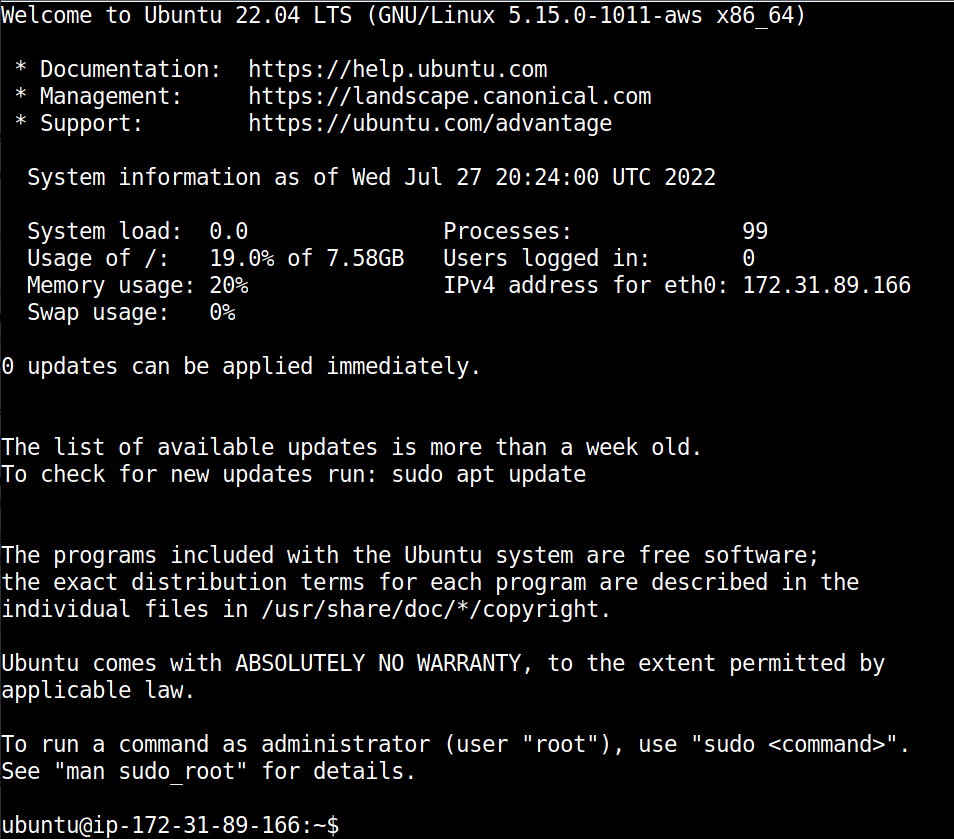 Welcome to Ubuntu 22.04 LTS (GNU/Linux 5.15.0-1011-aws x86_64)

 * Documentation:  https://help.ubuntu.com
 * Management:     https://landscape.canonical.com
 * Support:        https://ubuntu.com/advantage

  System information as of Wed Jul 27 20:24:00 UTC 2022

  System load:  0.0               Processes:             99
  Usage of /:   19.0% of 7.58GB   Users logged in:       0
  Memory usage: 20%               IPv4 address for eth0: 172.31.89.166
  Swap usage:   0%

0 updates can be applied immediately.


The list of available updates is more than a week old.
To check for new updates run: sudo apt update


The programs included with the Ubuntu system are free software;
the exact distribution terms for each program are described in the
individual files in /usr/share/doc/*/copyright.

Ubuntu comes with ABSOLUTELY NO WARRANTY, to the extent permitted by
applicable law.

To run a command as administrator (user "root"), use "sudo <command>".
See "man sudo_root" for details.

ubuntu@ip-172-31-89-166:~$